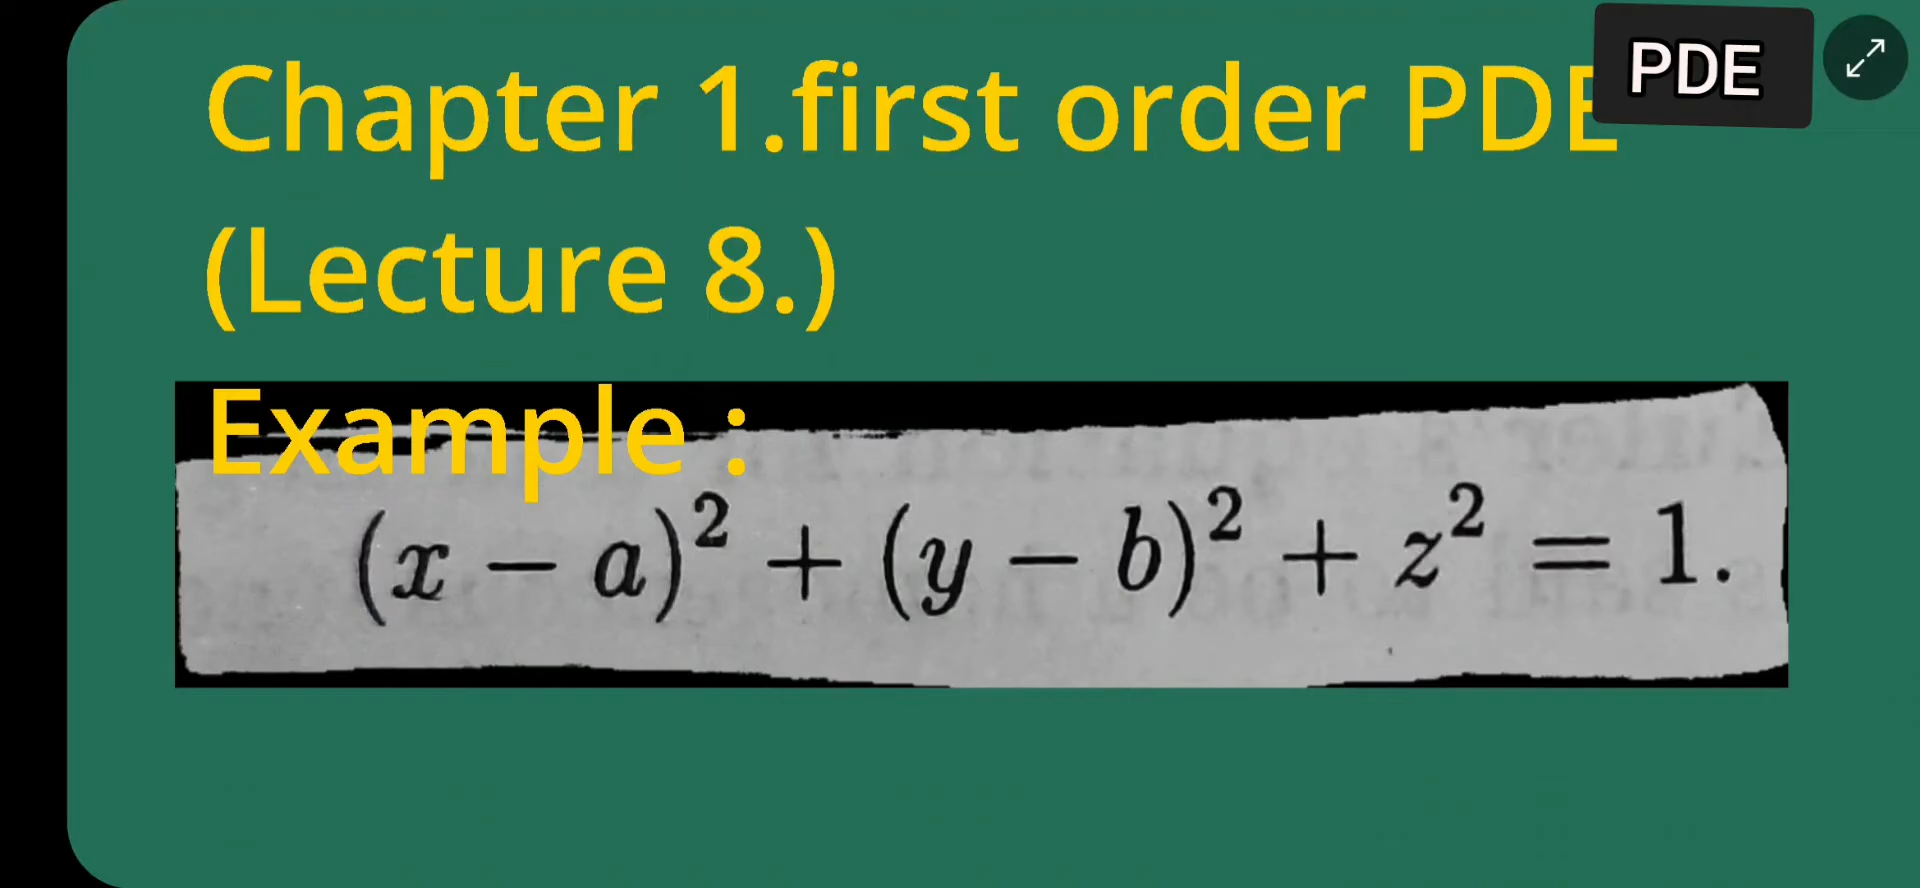 Chapter 1.first order PDE
PDE
(Lecture 8.)
Example :
(x − a)² + (y − b)² + z² = 1.